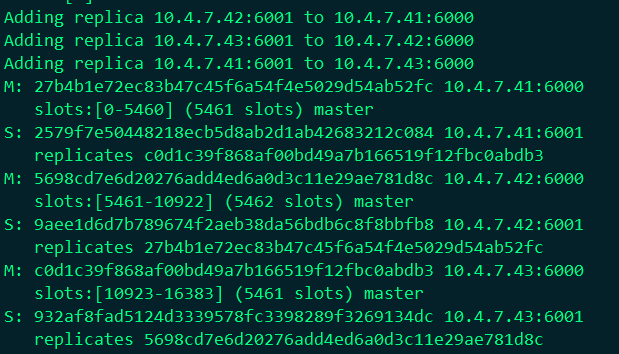 Adding replica 10.4.7.42:6001 to 10.4.7.41:6000
Adding replica 10.4.7.43:6001 to 10.4.7.42:6000
Adding replica 10.4.7.41:6001 to 10.4.7.43:6000
M: 27b4b1e72ec83b47c45f6a54f4e5029d54ab52fc 10.4.7.41:6000
   slots:[0-5460] (5461 slots) master
S: 2579f7e50448218ecb5d8ab2d1ab42683212c084 10.4.7.41:6001
   replicates c0d1c39f868af00bd49a7b166519f12fbc0abdb3
M: 5698cd7e6d20276add4ed6a0d3c11e29ae781d8c 10.4.7.42:6000
   slots:[5461-10922] (5462 slots) master
S: 9aee1d6d7b789674f2aeb38da56bdb6c8f8bbfb8 10.4.7.42:6001
   replicates 27b4b1e72ec83b47c45f6a54f4e5029d54ab52fc
M: c0d1c39f868af00bd49a7b166519f12fbc0abdb3 10.4.7.43:6000
   slots:[10923-16383] (5461 slots) master
S: 932af8fad5124d3339578fc3398289f3269134dc 10.4.7.43:6001
   replicates 5698cd7e6d20276add4ed6a0d3c11e29ae781d8c